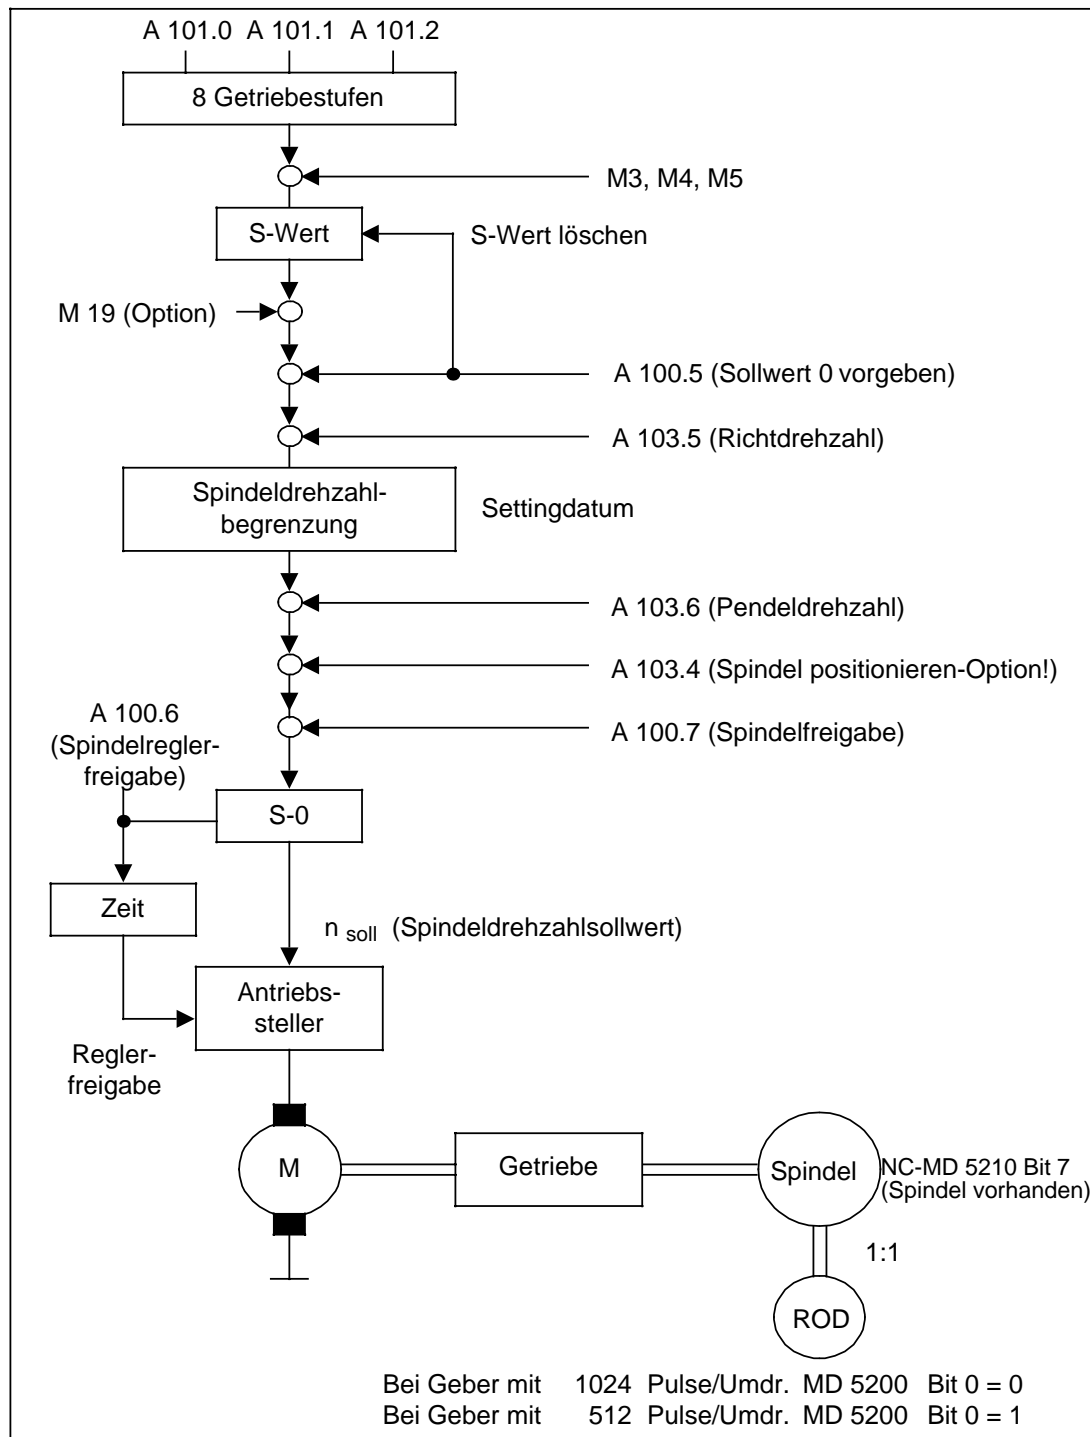 A 101.0 A 101.1 A 101.2
8 Getriebestufen
M3, M4, M5
S-Wert
S-Wert löschen
M 19 (Option)
A 100.5 (Sollwert 0 vorgeben)
A 103.5 (Richtdrehzahl)
Spindeldrehzahl-
begrenzung
Settingdatum
A 103.6 (Pendeldrehzahl)
A 103.4 (Spindel positionieren-Option!)
A 100.6
(Spindelregler-
freigabe)
A 100.7 (Spindelfreigabe)
S-0
Zeit
n soll (Spindeldrehzahlsollwert)
Antriebs-
steller
Regler-
freigabe
M
Getriebe
Spindel
NC-MD 5210 Bit 7
(Spindel vorhanden)
1:1
ROD
Bei Geber mit 1024 Pulse/Umdr. MD 5200 Bit 0 = 0
Bei Geber mit 512 Pulse/Umdr. MD 5200 Bit 0 = 1